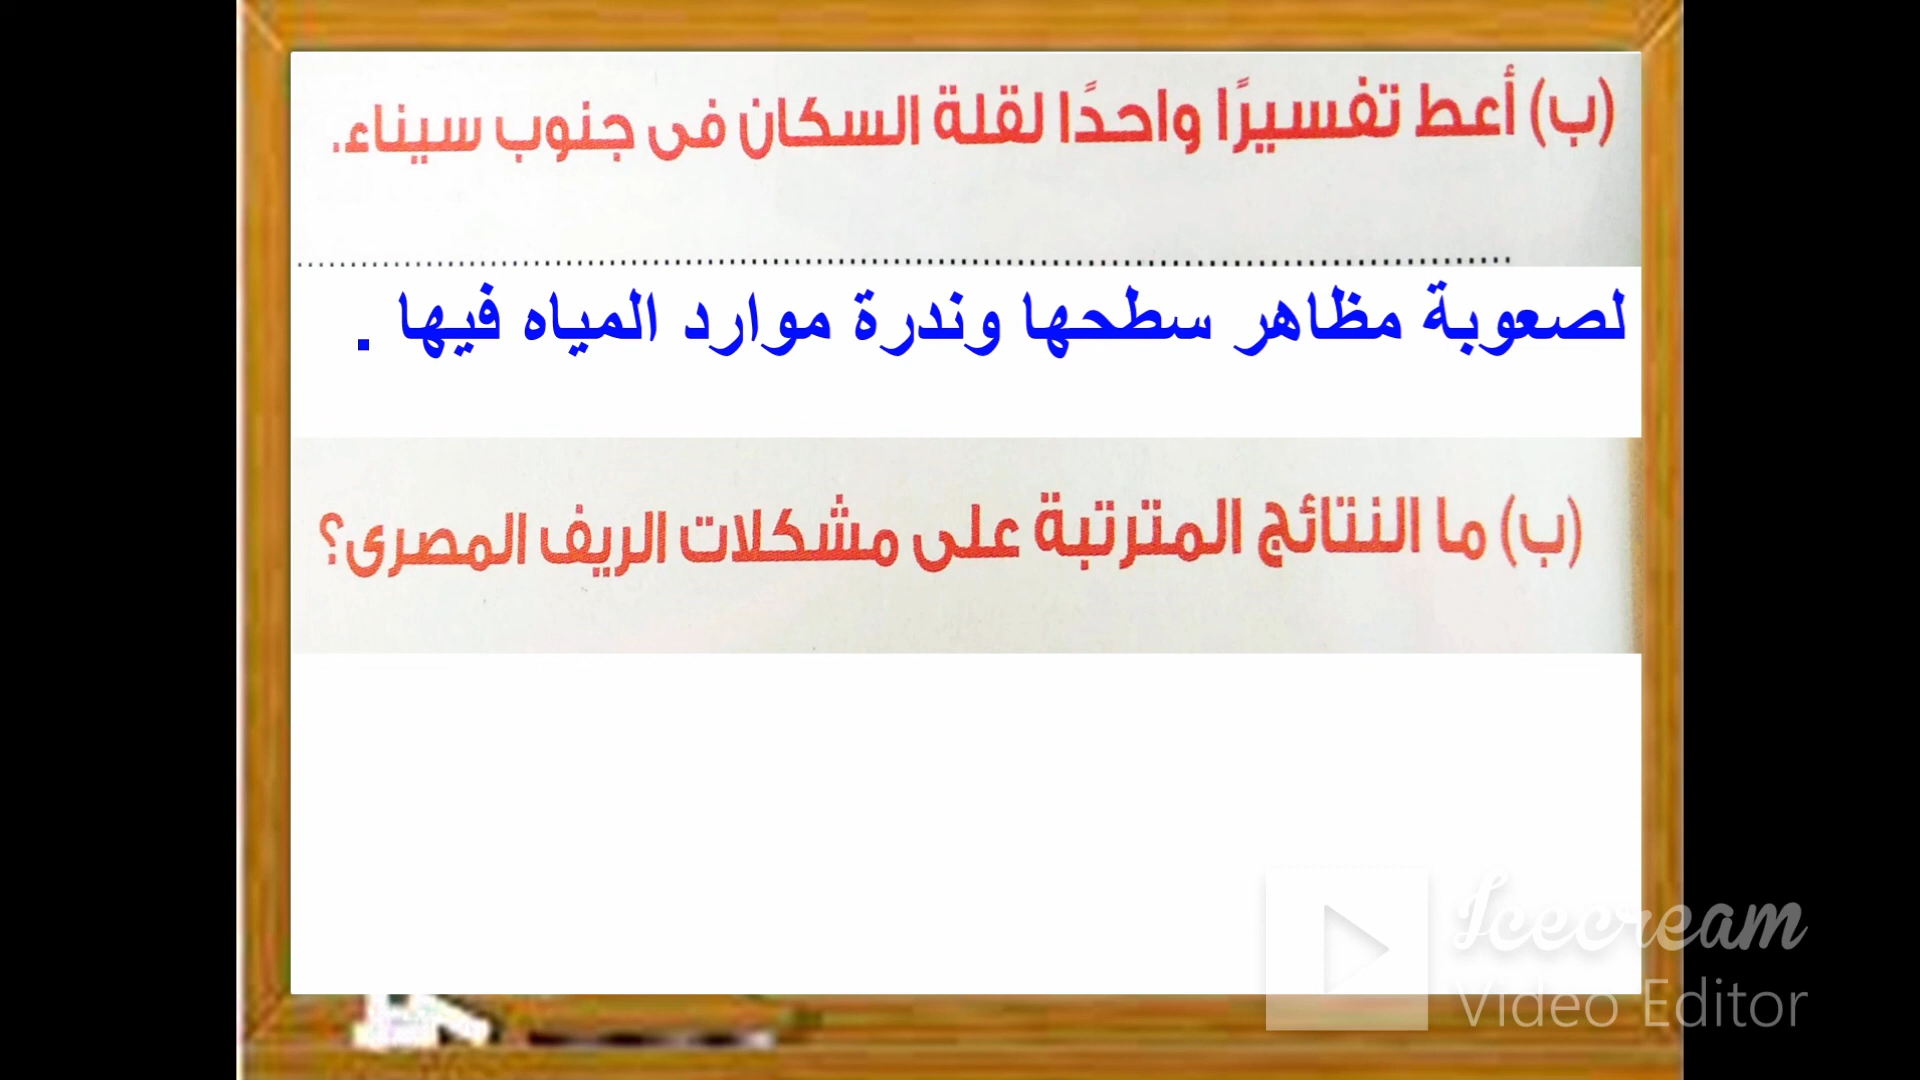 (ب) أعط تفسيرًا واحدًا لقلة السكان فى جنوب سيناء.
لصعوبة مظاهر سطحها وندرة موارد المياه فيها .
(ب) ما النتائج المترتبة على مشكلات الريف المصرى؟
Icecream
Video Editor